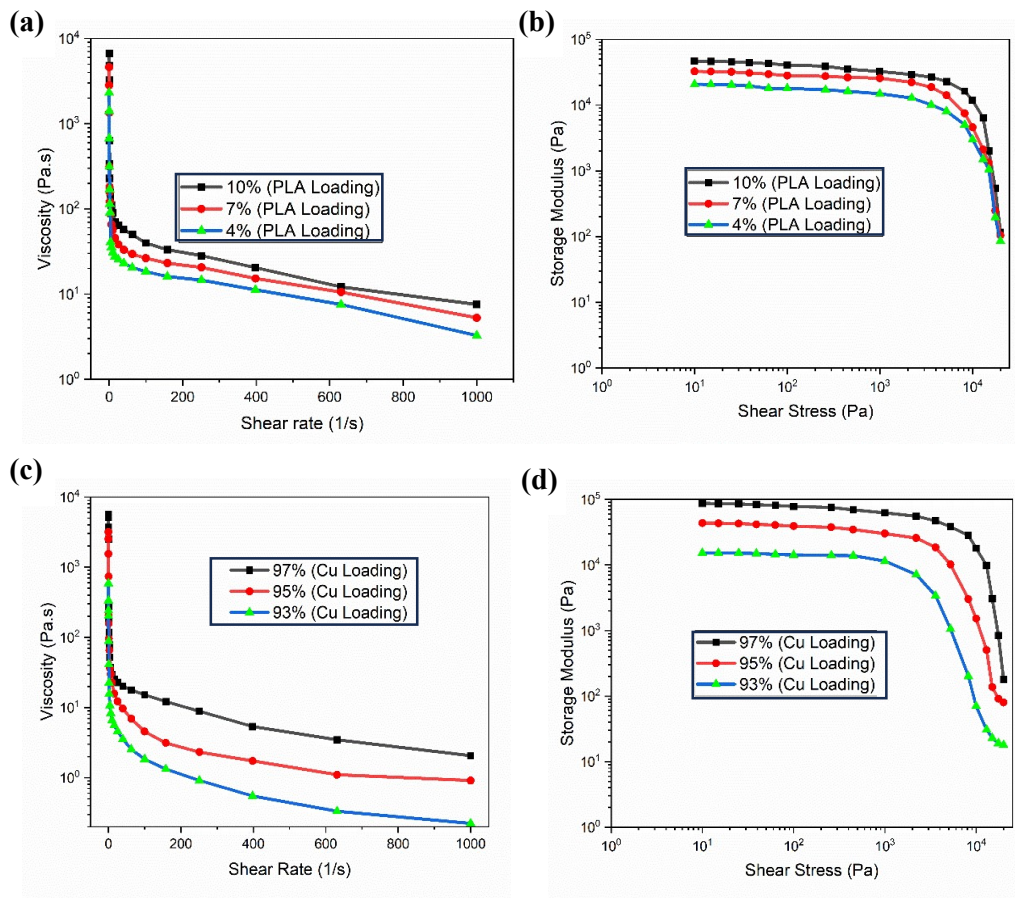 (a)
10⁴
10³
10²
10¹
10⁰
Viscosity (Pa.s)
10% (PLA Loading)
7% (PLA Loading)
4% (PLA Loading)
0 200 400 600 800 1000
Shear rate (1/s)
(b)
10⁵
10⁴
10³
10²
10¹
10⁰
Storage Modulus (Pa)
10% (PLA Loading)
7% (PLA Loading)
4% (PLA Loading)
10⁰ 10¹ 10² 10³ 10⁴
Shear Stress (Pa)
(c)
10⁴
10³
10²
10¹
10⁰
Viscosity (Pa.s)
97% (Cu Loading)
95% (Cu Loading)
93% (Cu Loading)
0 200 400 600 800 1000
Shear Rate (1/s)
(d)
10⁵
10⁴
10³
10²
10¹
10⁰
Storage Modulus (Pa)
97% (Cu Loading)
95% (Cu Loading)
93% (Cu Loading)
10⁰ 10¹ 10² 10³ 10⁴
Shear Stress (Pa)